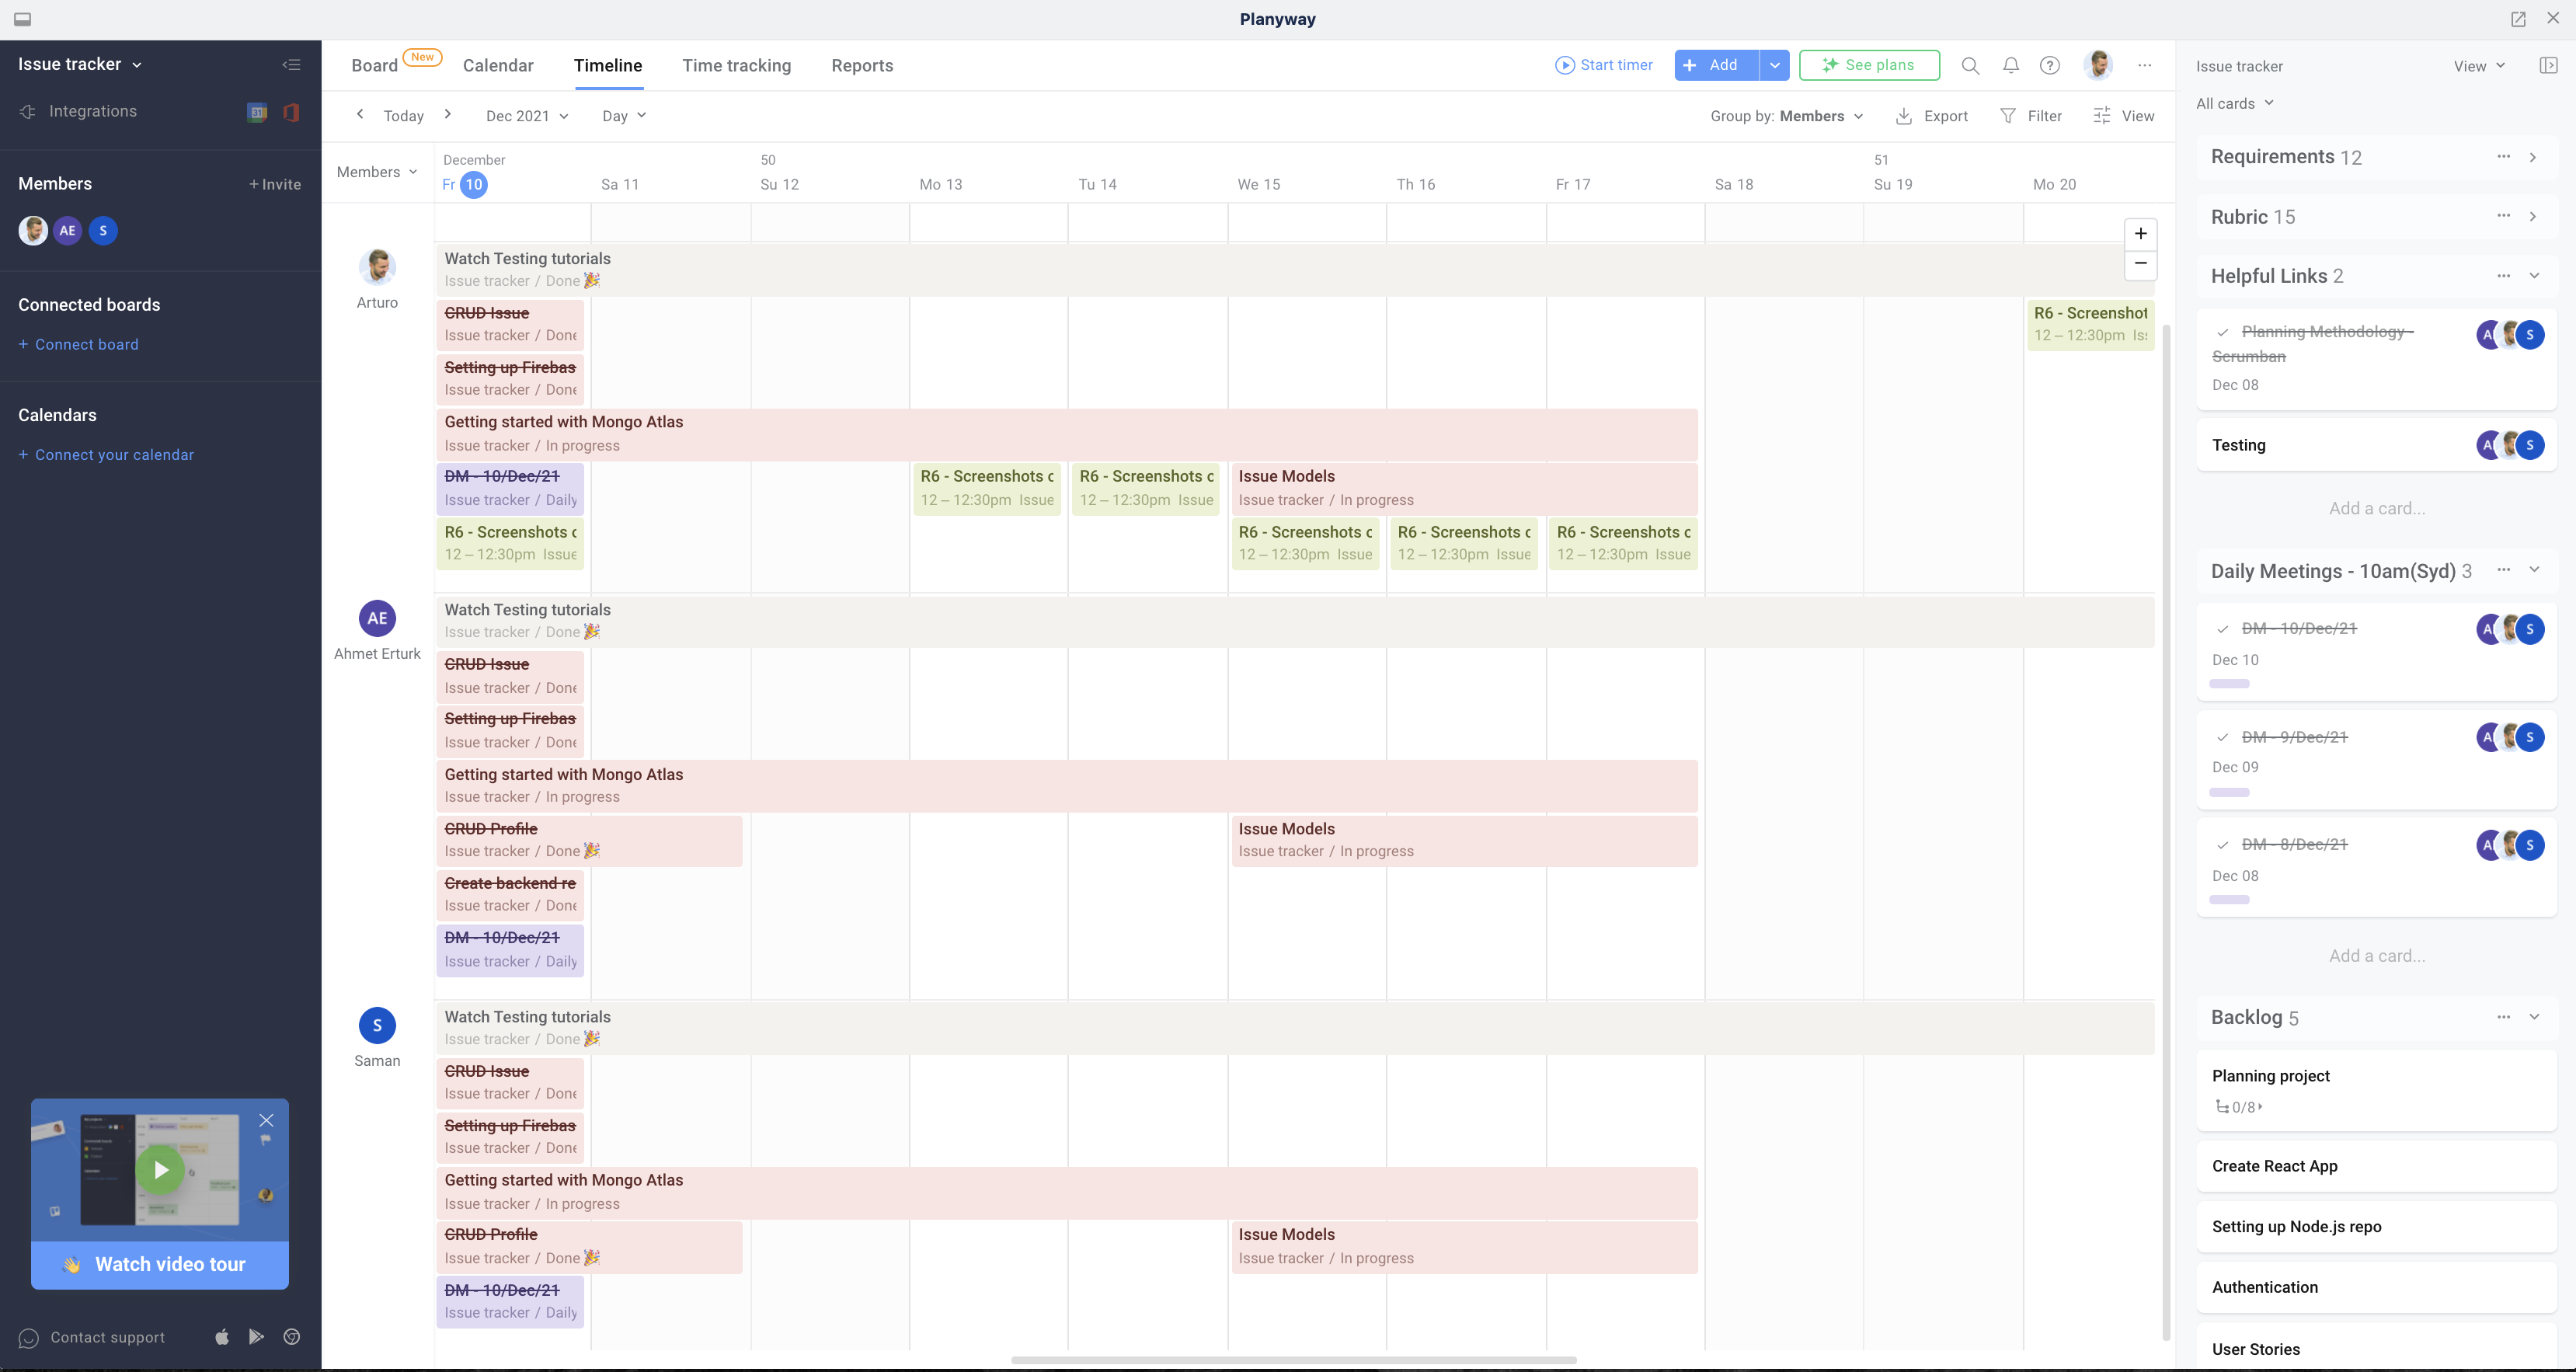 Planyway
Issue tracker
Integrations
31
Members
+ Invite
AE
S
Connected boards
+ Connect board
Calendars
+ Connect your calendar
👋 Watch video tour
Contact support
Board
New
Calendar
Timeline
Time tracking
Reports
Start timer
+ Add
See plans
Today
Dec 2021
Day
Group by: Members
Export
Filter
View
Members
December
50
51
Fr 10
Sa 11
Su 12
Mo 13
Tu 14
We 15
Th 16
Fr 17
Sa 18
Su 19
Mo 20
+
−
Arturo
Watch Testing tutorials
Issue tracker / Done 🎉
CRUD Issue
Issue tracker / Done
R6 - Screenshot
12 – 12:30pm Iss
Setting up Firebas
Issue tracker / Done
Getting started with Mongo Atlas
Issue tracker / In progress
DM - 10/Dec/21
Issue tracker / Daily
R6 - Screenshots c
12 – 12:30pm Issue
R6 - Screenshots c
12 – 12:30pm Issue
Issue Models
Issue tracker / In progress
R6 - Screenshots c
12 – 12:30pm Issue
R6 - Screenshots c
12 – 12:30pm Issue
R6 - Screenshots c
12 – 12:30pm Issue
R6 - Screenshots c
12 – 12:30pm Issue
AE
Ahmet Erturk
Watch Testing tutorials
Issue tracker / Done 🎉
CRUD Issue
Issue tracker / Done
Setting up Firebas
Issue tracker / Done
Getting started with Mongo Atlas
Issue tracker / In progress
CRUD Profile
Issue tracker / Done 🎉
Issue Models
Issue tracker / In progress
Create backend re
Issue tracker / Done
DM - 10/Dec/21
Issue tracker / Daily
S
Saman
Watch Testing tutorials
Issue tracker / Done 🎉
CRUD Issue
Issue tracker / Done
Setting up Firebas
Issue tracker / Done
Getting started with Mongo Atlas
Issue tracker / In progress
CRUD Profile
Issue tracker / Done 🎉
Issue Models
Issue tracker / In progress
DM - 10/Dec/21
Issue tracker / Daily
Issue tracker
View
All cards
Requirements 12
Rubric 15
Helpful Links 2
Planning Methodology -
Scrumban
A S
Dec 08
Testing
A S
Add a card...
Daily Meetings - 10am(Syd) 3
DM - 10/Dec/21
A S
Dec 10
DM - 9/Dec/21
A S
Dec 09
DM - 8/Dec/21
A S
Dec 08
Add a card...
Backlog 5
Planning project
0/8
Create React App
Setting up Node.js repo
Authentication
User Stories